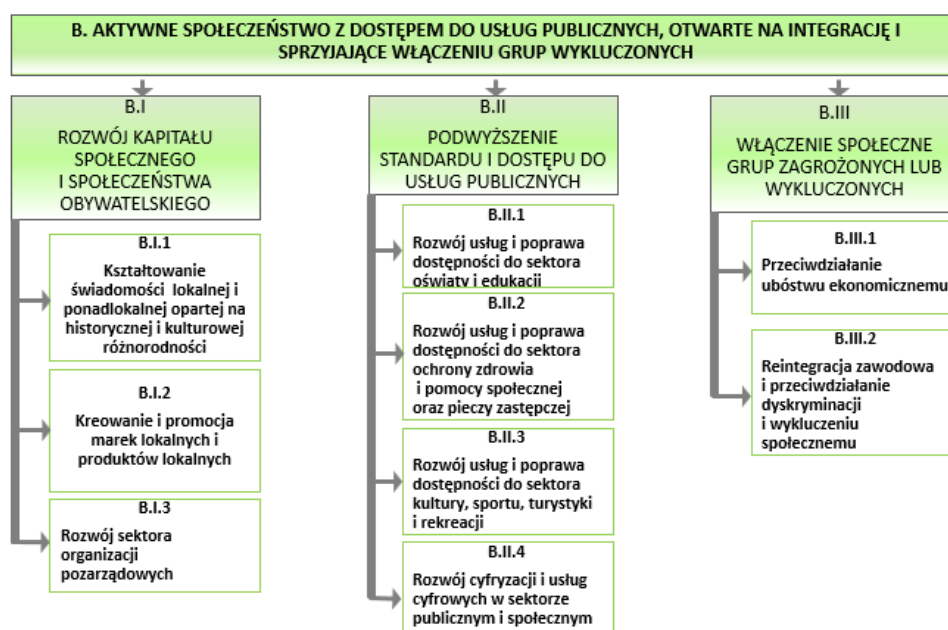 B. AKTYWNE SPOŁECZEŃSTWO Z DOSTĘPEM DO USŁUG PUBLICZNYCH, OTWARTE NA INTEGRACJĘ I
SPRZYJAJĄCE WŁĄCZENIU GRUP WYKLUCZONYCH
B.I
ROZWÓJ KAPITAŁU
SPOŁECZNEGO
I SPOŁECZEŃSTWA
OBYWATELSKIEGO
B.I.1
Kształtowanie
świadomości lokalnej i
ponadlokalnej opartej na
historycznej i kulturowej
różnorodności
B.I.2
Kreowanie i promocja
marek lokalnych i
produktów lokalnych
B.I.3
Rozwój sektora
organizacji
pozarządowych
B.II
PODWYŻSZENIE
STANDARDU I DOSTĘPU DO
USŁUG PUBLICZNYCH
B.II.1
Rozwój usług i poprawa
dostępności do sektora
oświaty i edukacji
B.II.2
Rozwój usług i poprawa
dostępności do sektora
ochrony zdrowia
i pomocy społecznej
oraz pieczy zastępczej
B.II.3
Rozwój usług i poprawa
dostępności do sektora
kultury, sportu, turystyki
i rekreacji
B.II.4
Rozwój cyfryzacji i usług
cyfrowych w sektorze
publicznym i społecznym
B.III
WŁĄCZENIE SPOŁECZNE
GRUP ZAGROŻONYCH LUB
WYKLUCZONYCH
B.III.1
Przeciwdziałanie
ubóstwu ekonomicznemu
B.III.2
Reintegracja zawodowa
i przeciwdziałanie
dyskryminacji
i wykluczeniu
społecznemu